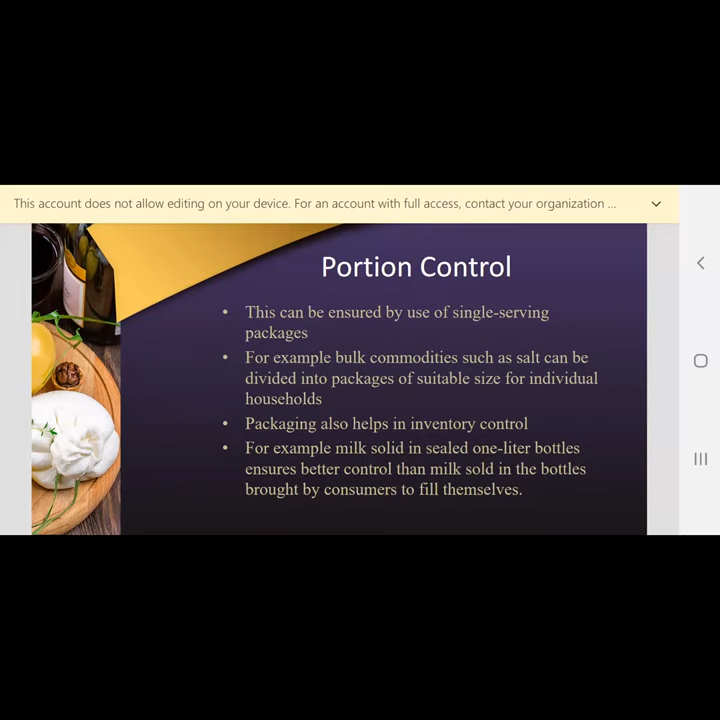 This account does not allow editing on your device. For an account with full access, contact your organization ...
Portion Control
• This can be ensured by use of single-serving
packages
• For example bulk commodities such as salt can be
divided into packages of suitable size for individual
households
• Packaging also helps in inventory control
• For example milk solid in sealed one-liter bottles
ensures better control than milk sold in the bottles
brought by consumers to fill themselves.